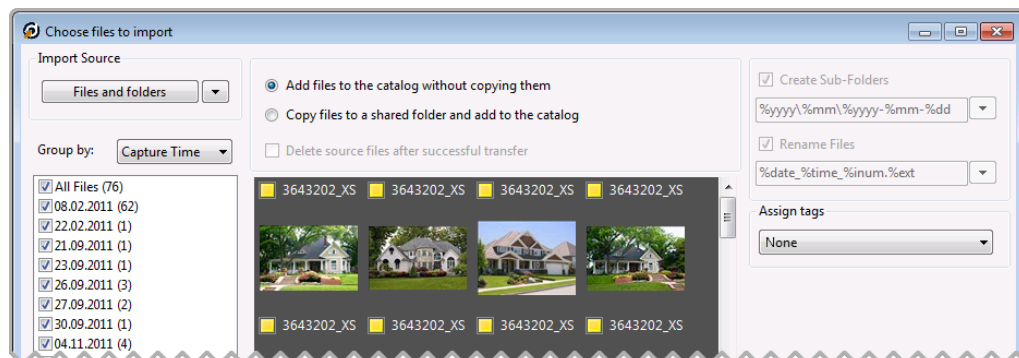 Choose files to import
Import Source
Files and folders
Group by:
Capture Time
All Files (76)
08.02.2011 (62)
22.02.2011 (1)
21.09.2011 (1)
23.09.2011 (1)
26.09.2011 (3)
27.09.2011 (2)
30.09.2011 (1)
04.11.2011 (4)
Add files to the catalog without copying them
Copy files to a shared folder and add to the catalog
Delete source files after successful transfer
3643202_XS 3643202_XS 3643202_XS 3643202_XS
3643202_XS 3643202_XS 3643202_XS 3643202_XS
Create Sub-Folders
%yyyy\%mm\%yyyy-%mm-%dd
Rename Files
%date_%time_%inum.%ext
Assign tags
None